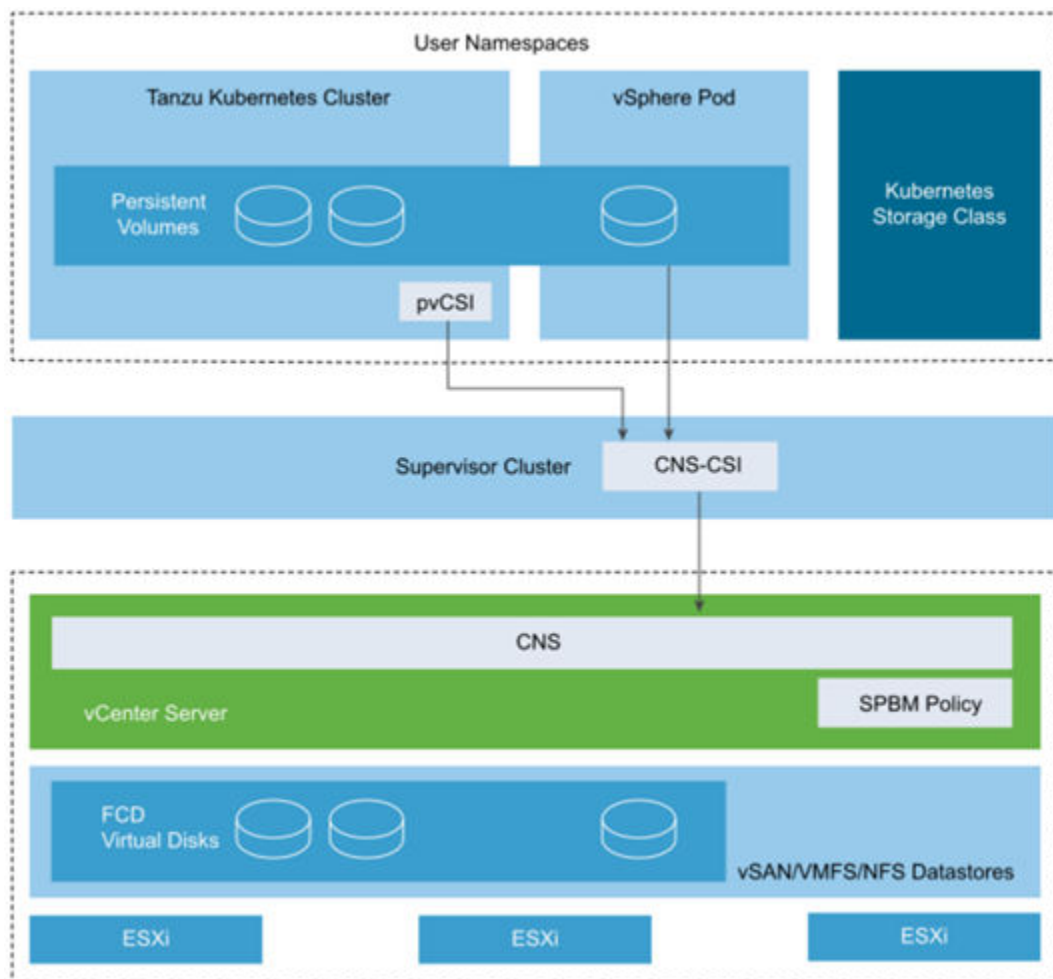 User Namespaces
Tanzu Kubernetes Cluster
vSphere Pod
Kubernetes
Storage Class
Persistent
Volumes
pvCSI
Supervisor Cluster
CNS-CSI
CNS
vCenter Server
SPBM Policy
FCD
Virtual Disks
vSAN/VMFS/NFS Datastores
ESXi
ESXi
ESXi